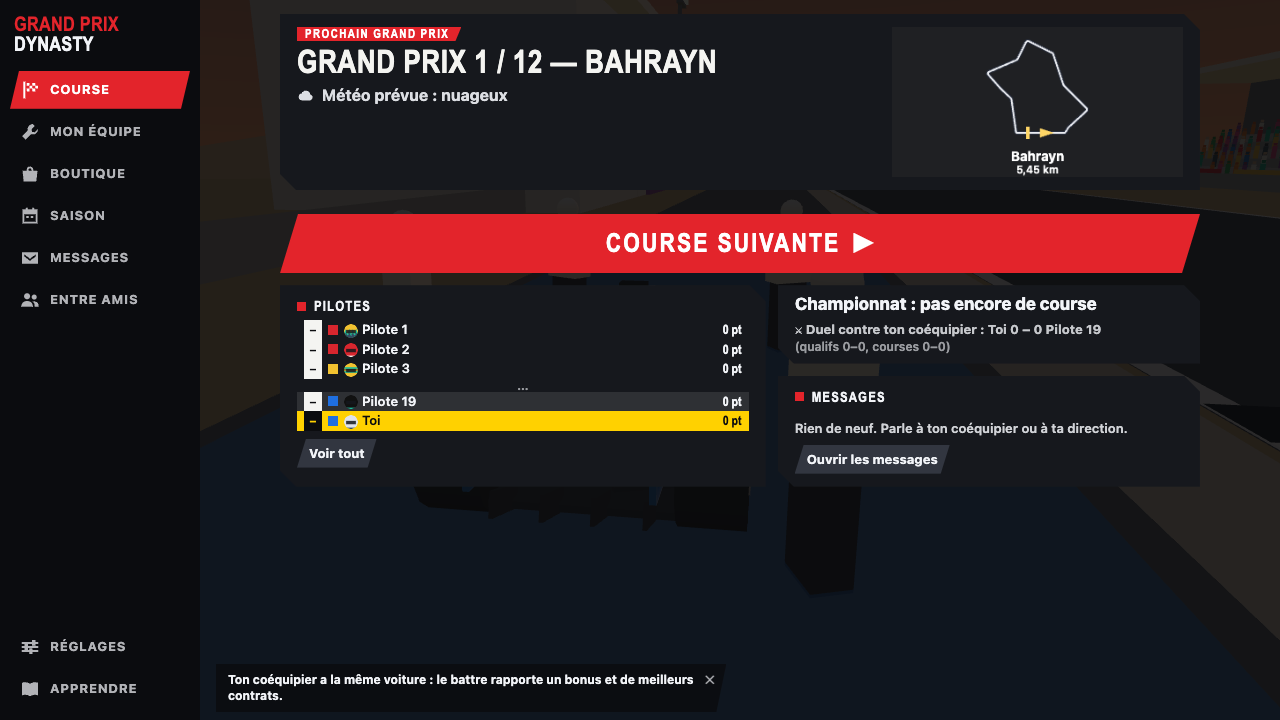 GRAND PRIX
DYNASTY
COURSE
MON ÉQUIPE
BOUTIQUE
SAISON
MESSAGES
ENTRE AMIS
RÉGLAGES
APPRENDRE
PROCHAIN GRAND PRIX
GRAND PRIX 1 / 12 — BAHRAYN
Météo prévue : nuageux
Bahrayn
5,45 km
COURSE SUIVANTE ▶
PILOTES
– Pilote 1 0 pt
– Pilote 2 0 pt
– Pilote 3 0 pt
...
– Pilote 19 0 pt
– Toi 0 pt
Voir tout
Championnat : pas encore de course
⚔ Duel contre ton coéquipier : Toi 0 – 0 Pilote 19
(qualifs 0–0, courses 0–0)
MESSAGES
Rien de neuf. Parle à ton coéquipier ou à ta direction.
Ouvrir les messages
Ton coéquipier a la même voiture : le battre rapporte un bonus et de meilleurs
contrats.